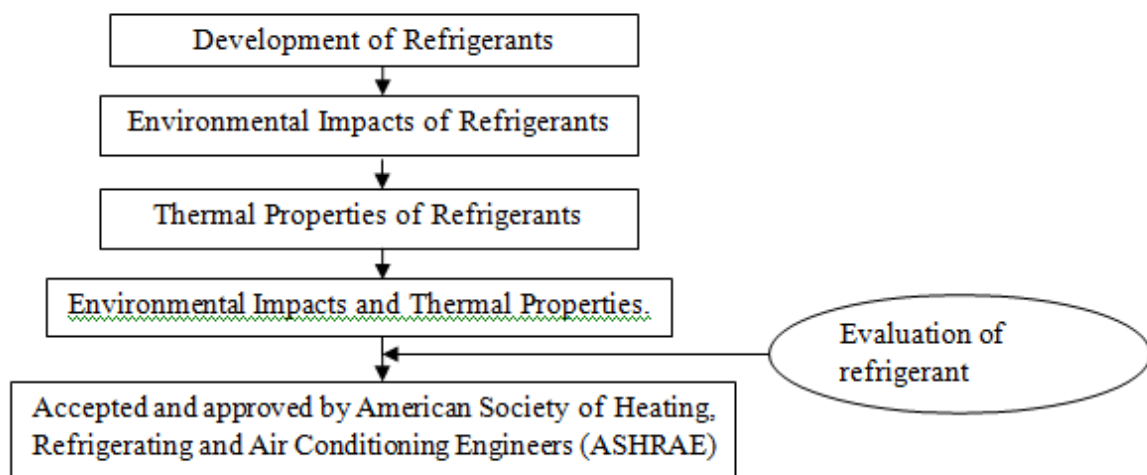 Development of Refrigerants
Environmental Impacts of Refrigerants
Thermal Properties of Refrigerants
Environmental Impacts and Thermal Properties.
Evaluation of
refrigerant
Accepted and approved by American Society of Heating,
Refrigerating and Air Conditioning Engineers (ASHRAE)